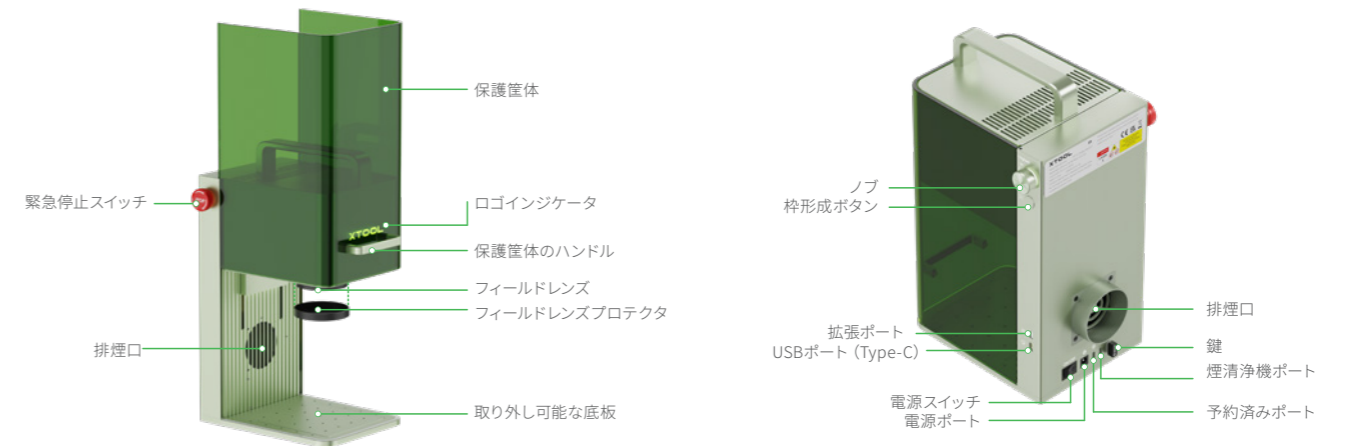 保護筐体
緊急停止スイッチ
ロゴインジケータ
XTOOL
保護筐体のハンドル
フィールドレンズ
フィールドレンズプロテクタ
排煙口
取り外し可能な底板
XTOOL
ノブ
枠形成ボタン
排煙口
拡張ポート
USBポート（Type-C）
鍵
煙清浄機ポート
電源スイッチ
予約済みポート
電源ポート